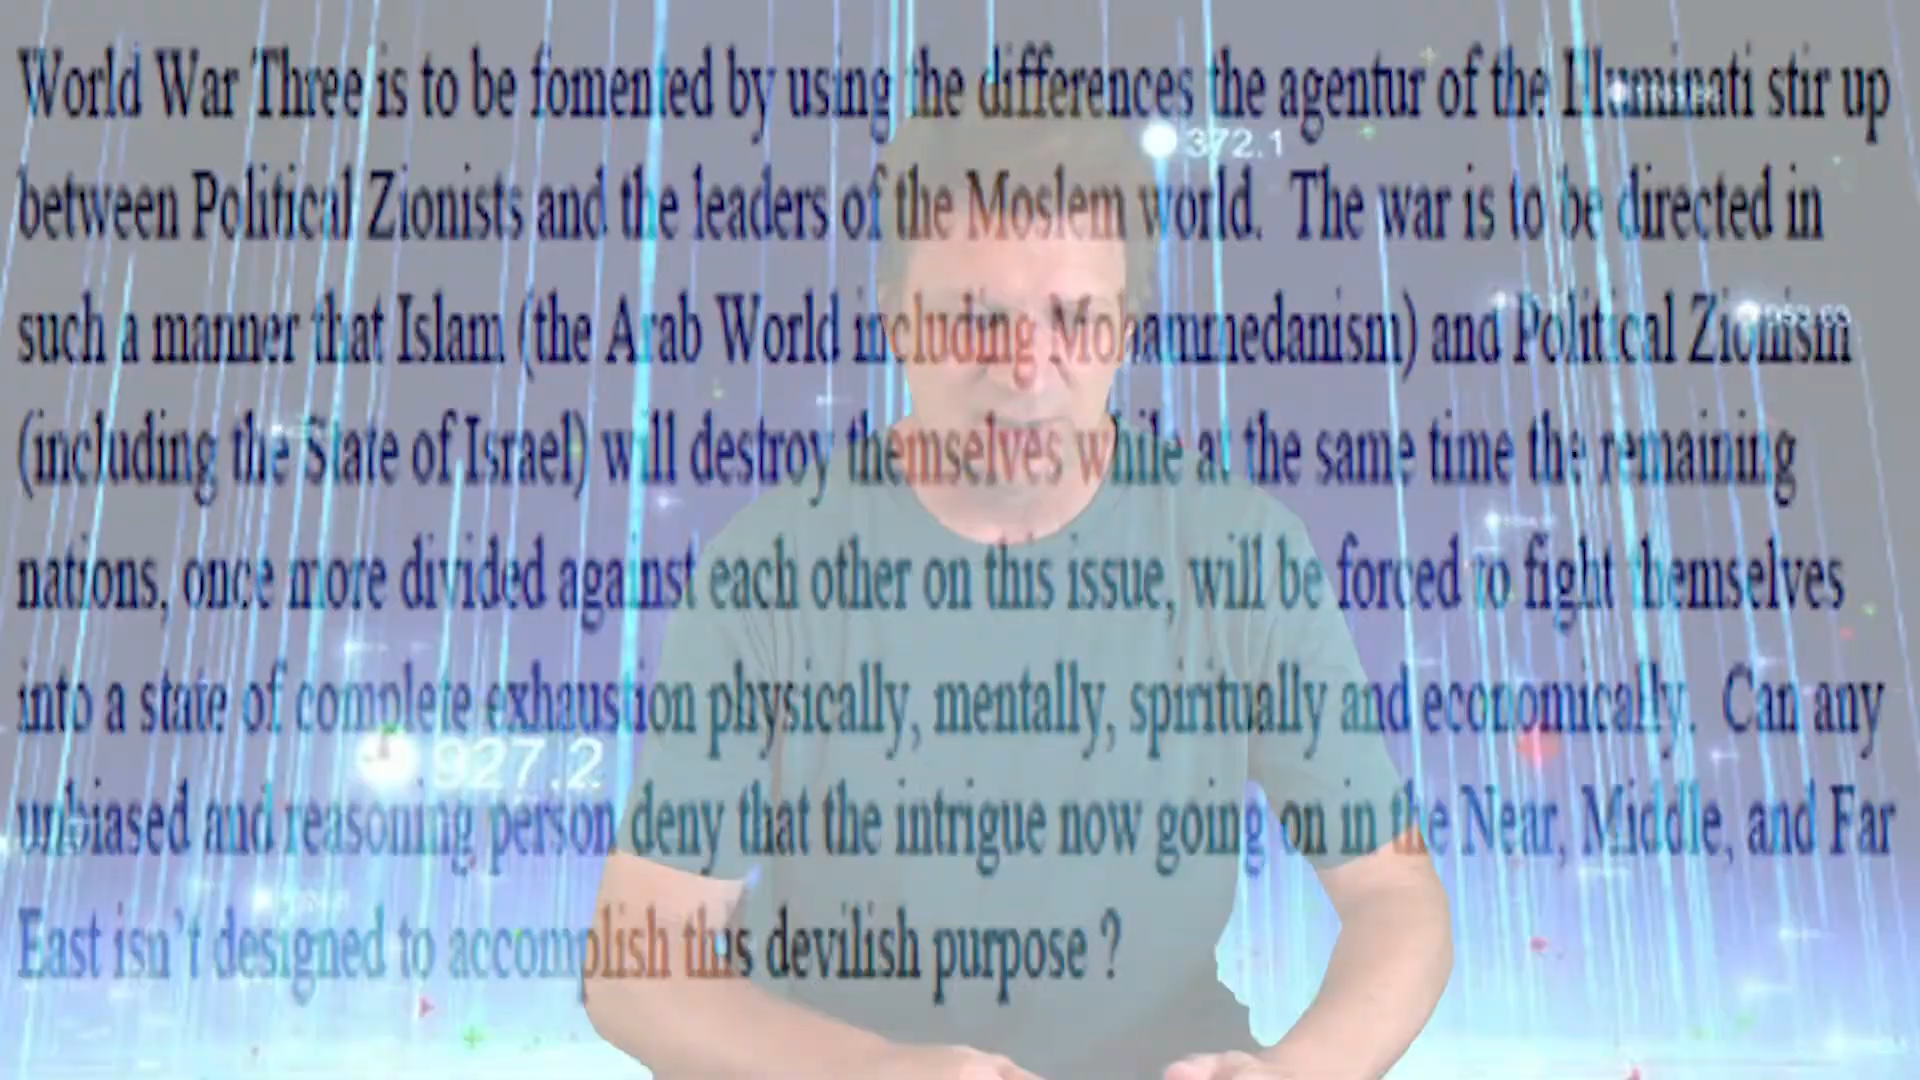 World War Three is to be fomented by using the differences the agentur of the Illuminati stir up
between Political Zionists and the leaders of the Moslem world. The war is to be directed in
such a manner that Islam (the Arab World including Mohammedanism) and Political Zionism
(including the State of Israel) will destroy themselves while at the same time the remaining
nations, once more divided against each other on this issue, will be forced to fight themselves
into a state of complete exhaustion physically, mentally, spiritually and economically. Can any
unbiased and reasoning person deny that the intrigue now going on in the Near, Middle, and Far
East isn't designed to accomplish this devilish purpose ?
372.1
927.2